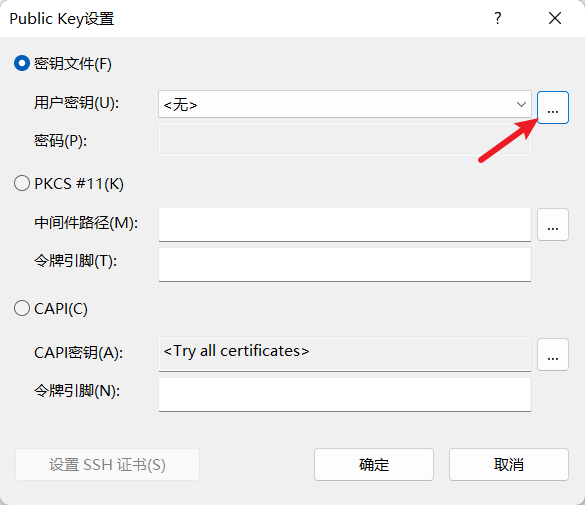 Public Key设置
密钥文件(F)
用户密钥(U): <无> ...
密码(P):
PKCS #11(K)
中间件路径(M): ...
令牌引脚(T):
CAPI(C)
CAPI密钥(A): <Try all certificates> ...
令牌引脚(N):
设置 SSH 证书(S) 确定 取消